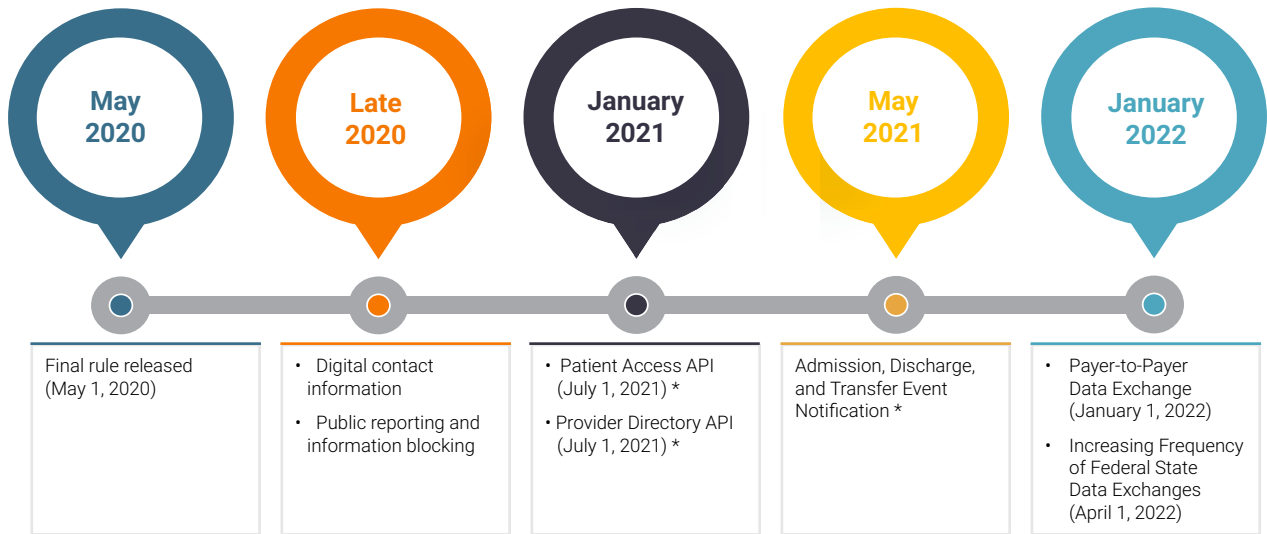 May
2020
Late
2020
January
2021
May
2021
January
2022
Final rule released
(May 1, 2020)
• Digital contact
information
• Public reporting and
information blocking
• Patient Access API
(July 1, 2021) *
• Provider Directory API
(July 1, 2021) *
Admission, Discharge,
and Transfer Event
Notification *
• Payer-to-Payer
Data Exchange
(January 1, 2022)
• Increasing Frequency
of Federal State
Data Exchanges
(April 1, 2022)